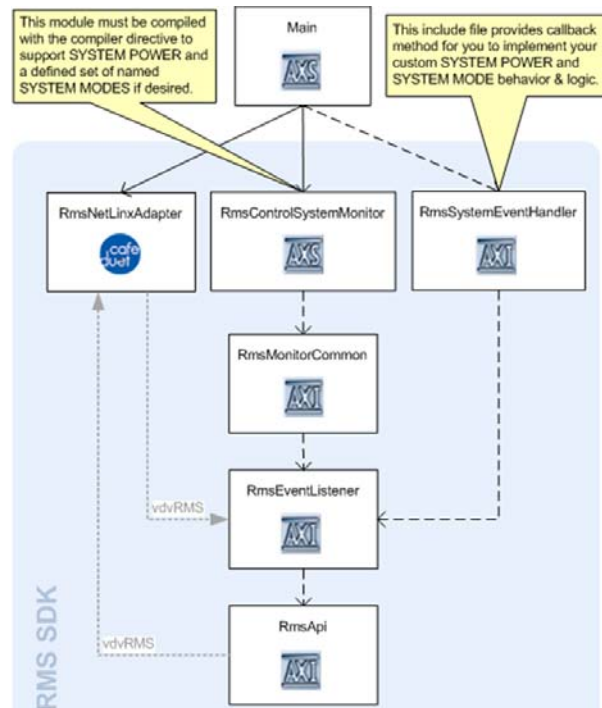 This module must be compiled
with the compiler directive to
support SYSTEM POWER and
a defined set of named
SYSTEM MODES if desired.
Main
AXS
This include file provides callback
method for you to implement your
custom SYSTEM POWER and
SYSTEM MODE behavior & logic.
RmsNetLinxAdapter
cafe
duet
RmsControlSystemMonitor
AXS
RmsSystemEventHandler
AXI
RmsMonitorCommon
AXI
RmsEventListener
AXI
vdvRMS
RmsApi
AXI
vdvRMS
RMS SDK